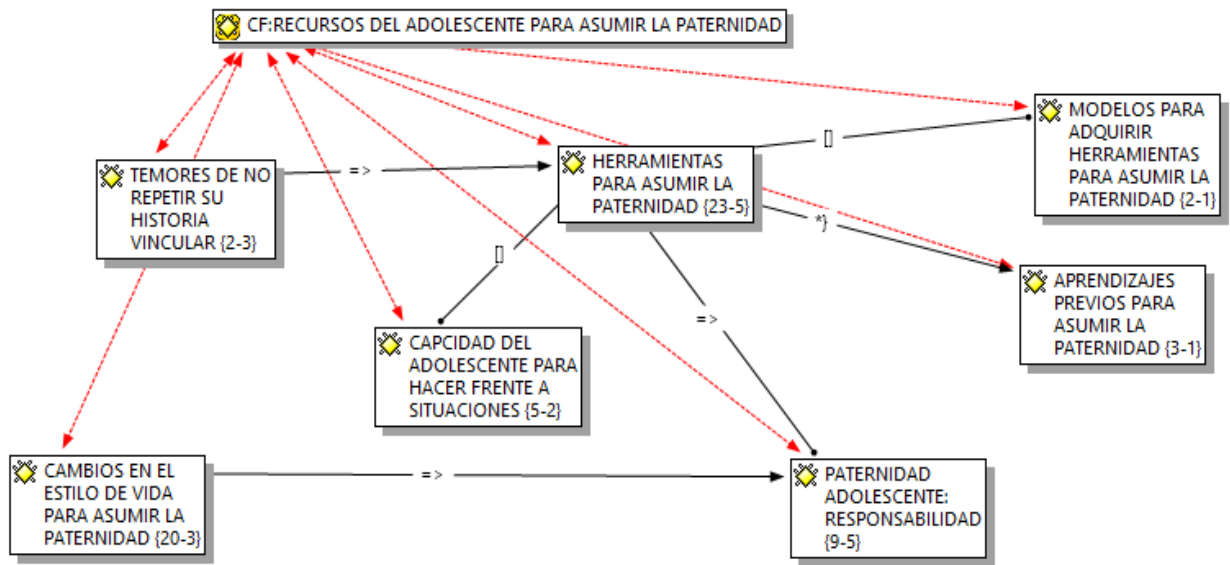 CF:RECURSOS DEL ADOLESCENTE PARA ASUMIR LA PATERNIDAD
MODELOS PARA
ADQUIRIR
HERRAMIENTAS
PARA ASUMIR LA
PATERNIDAD {2-1}
[]
HERRAMIENTAS
PARA ASUMIR LA
PATERNIDAD {23-5}
TEMORES DE NO
REPETIR SU
HISTORIA
VINCULAR {2-3}
=>
*}
[]
APRENDIZAJES
PREVIOS PARA
ASUMIR LA
PATERNIDAD {3-1}
=>
CAPCIDAD DEL
ADOLESCENTE PARA
HACER FRENTE A
SITUACIONES {5-2}
CAMBIOS EN EL
ESTILO DE VIDA
PARA ASUMIR LA
PATERNIDAD {20-3}
=>
PATERNIDAD
ADOLESCENTE:
RESPONSABILIDAD
{9-5}